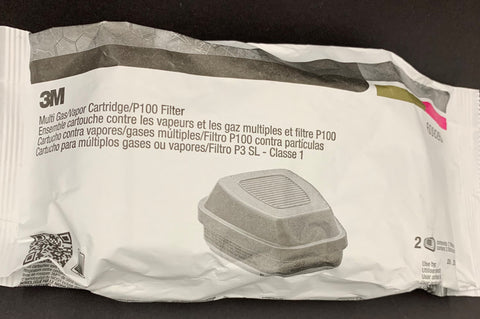 3M
Multi Gas/Vapor Cartridge/P100 Filter
Ensemble cartouche contre les vapeurs et les gaz multiples et filtre P100
Cartucho contra vapores/gases múltiples/Filtro P100 contra partículas
Cartucho para múltiplos gases ou vapores/Filtro P3 SL - Classe 1
2
Use by